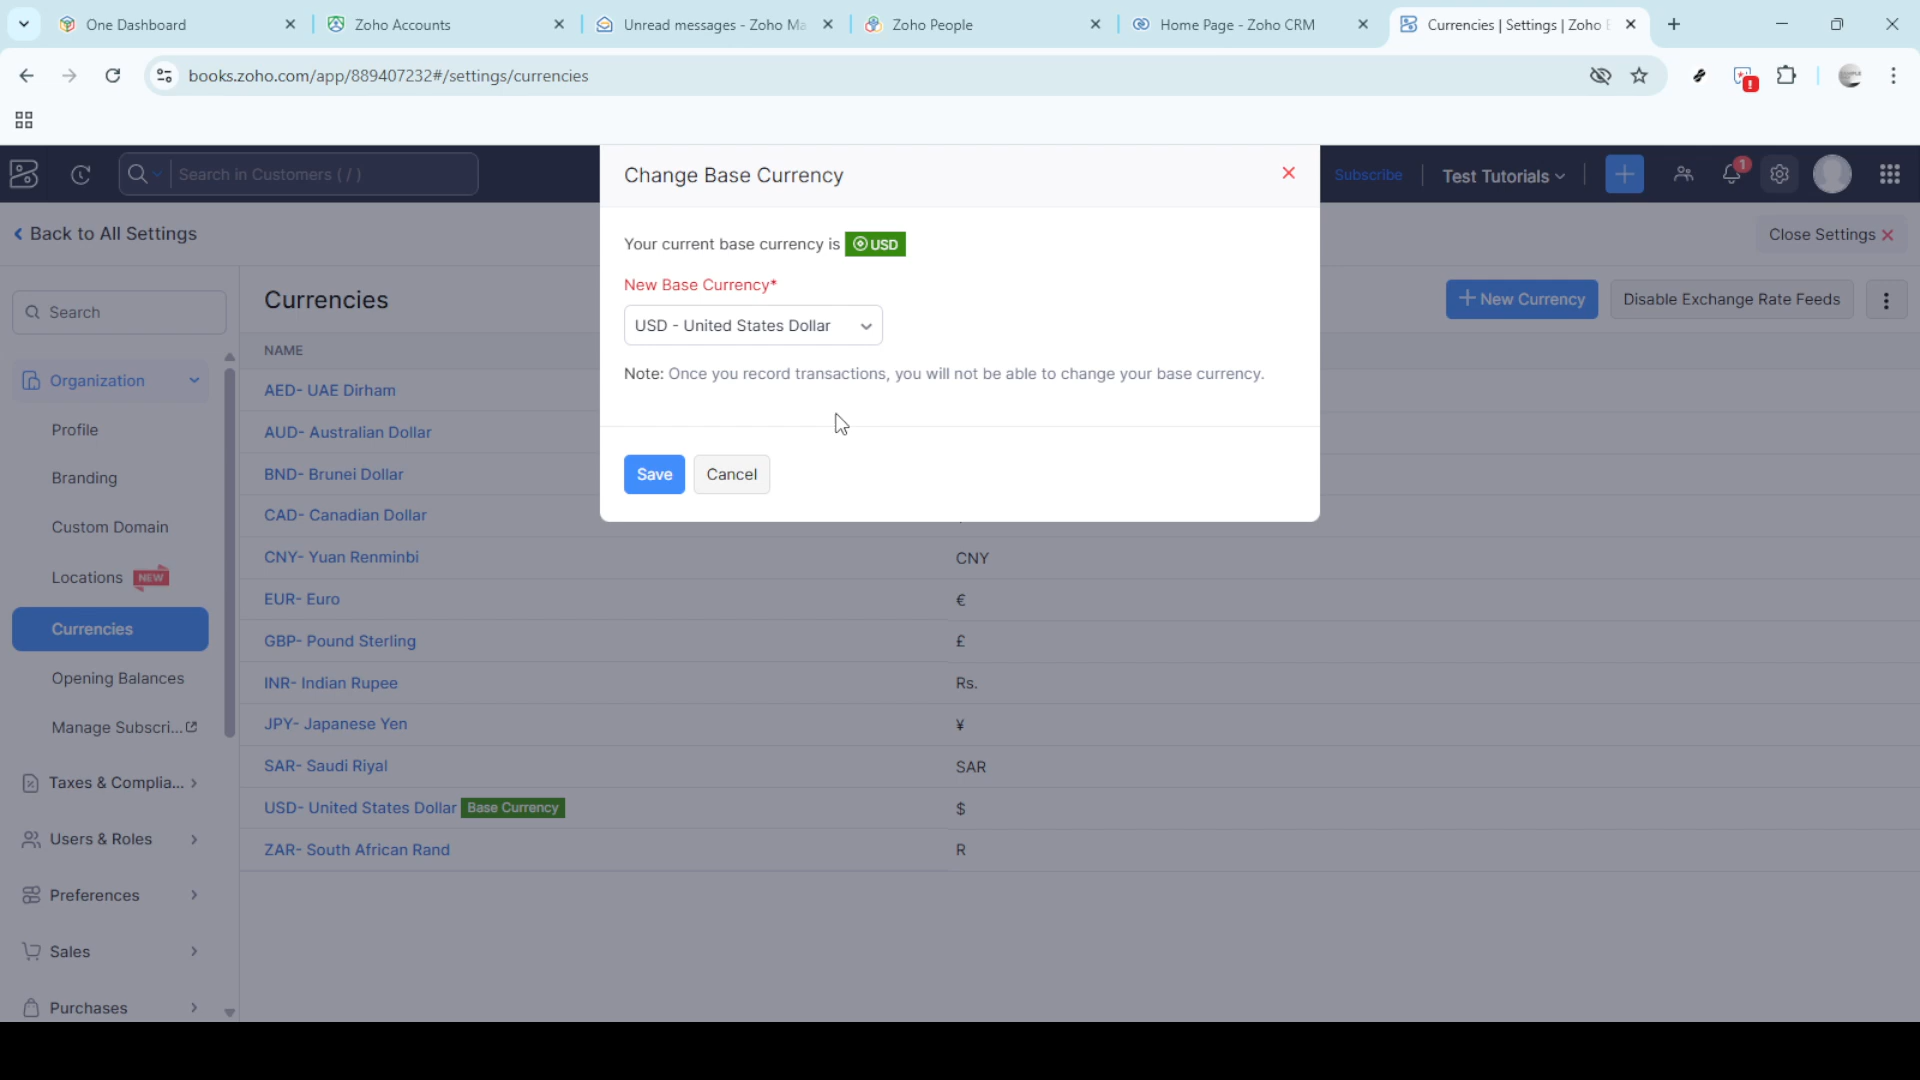 One Dashboard
Zoho Accounts
Unread messages - Zoho Ma
Zoho People
Home Page - Zoho CRM
Currencies | Settings | Zoho
books.zoho.com/app/889407232#/settings/currencies
Search in Customers ( / )
Change Base Currency
Subscribe
Test Tutorials
1
Back to All Settings
Close Settings
Your current base currency is USD
New Base Currency*
USD - United States Dollar
Note: Once you record transactions, you will not be able to change your base currency.
Save
Cancel
Search
Organization
Profile
Branding
Custom Domain
Locations NEW
Currencies
Opening Balances
Manage Subscri...
Taxes & Complia...
Users & Roles
Preferences
Sales
Purchases
Currencies
New Currency
Disable Exchange Rate Feeds
NAME
AED- UAE Dirham
AUD- Australian Dollar
BND- Brunei Dollar
CAD- Canadian Dollar
CNY- Yuan Renminbi CNY
EUR- Euro €
GBP- Pound Sterling £
INR- Indian Rupee Rs.
JPY- Japanese Yen ¥
SAR- Saudi Riyal SAR
USD- United States Dollar Base Currency $
ZAR- South African Rand R